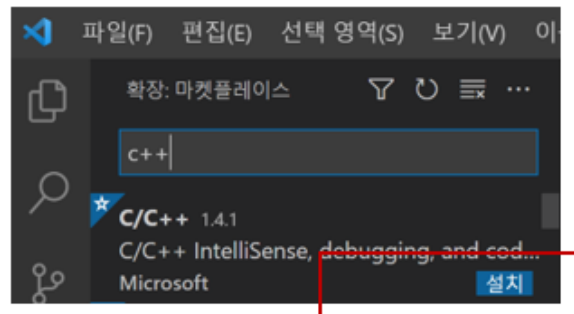 파일(F) 편집(E) 선택 영역(S) 보기(V)
확장: 마켓플레이스
c++
C/C++ 1.4.1
C/C++ IntelliSense, debugging, and cod...
Microsoft 설치